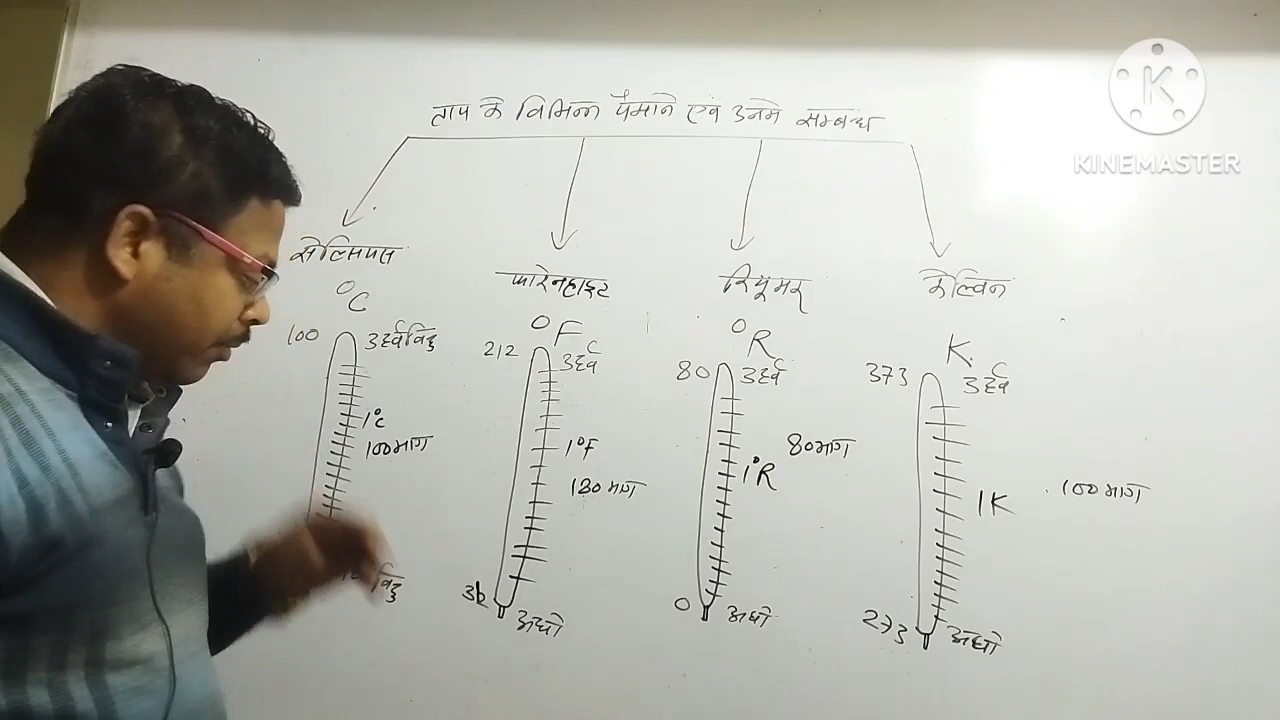 ताप के विभिन्न पैमाने एवं उनमे सम्बन्ध
सेल्सियस
°C
100
उर्ध्वबिंदु
1°C
100भाग
बिंदु
फारेनहाइट
°F
212
उर्ध्व
1°F
180 भाग
32
अधो
रियूमर
°R
80
उर्ध्व
1°R
80भाग
0
अधो
केल्विन
K.
373
उर्ध्व
1K
100 भाग
273
अधो
KINEMASTER